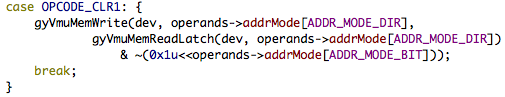 case OPCODE_CLR1: {
    gyVmuMemWrite(dev, operands->addrMode[ADDR_MODE_DIR],
            gyVmuMemReadLatch(dev, operands->addrMode[ADDR_MODE_DIR])
            & ~(0x1u<<operands->addrMode[ADDR_MODE_BIT]));
    break;
}